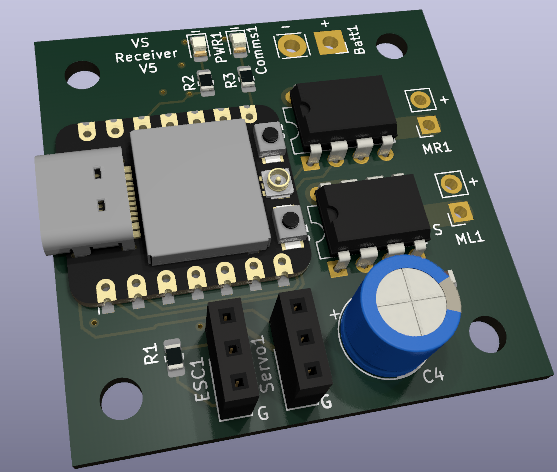 VS
Receiver
V5
PWR1
Comms1
-
+
Batt1
R2
R3
+
MR1
+
S
ML1
R1
ESC1
G
Servo1
G
+
C4